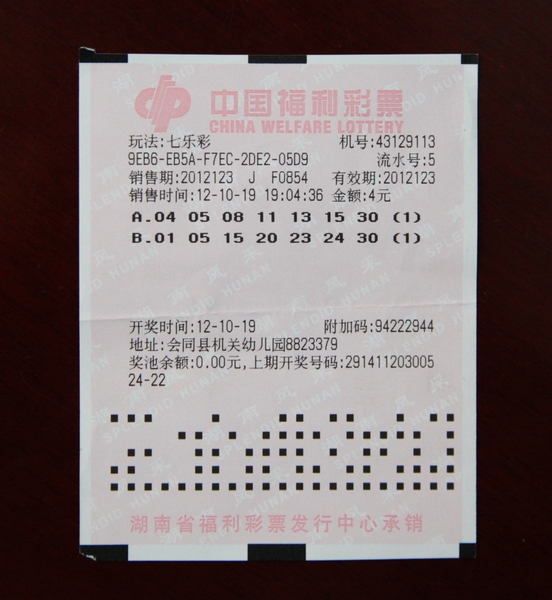 中国福利彩票
CHINA WELFARE LOTTERY
玩法:七乐彩 机号:43129113
9EB6-EB5A-F7EC-2DE2-05D9 流水号:5
销售期:2012123 J F0854 有效期:2012123
销售时间:12-10-19 19:04:36 金额:4元
A.04 05 08 11 13 15 30 (1)
B.01 05 15 20 23 24 30 (1)
开奖时间:12-10-19 附加码:94222944
地址:会同县机关幼儿园8823379
奖池余额:0.00元,上期开奖号码:291411203005
24-22
湖南省福利彩票发行中心承销